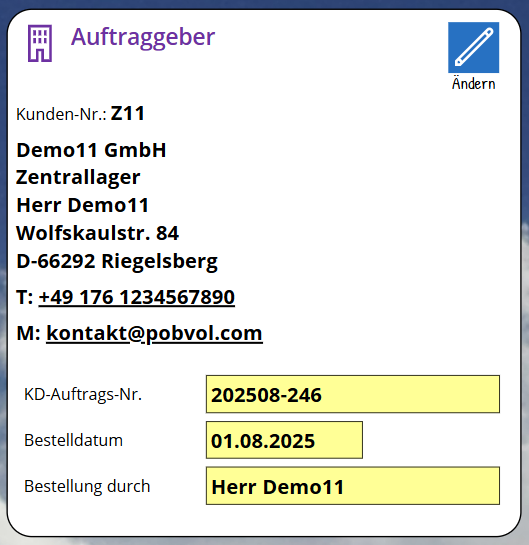 Auftraggeber
Ändern
Kunden-Nr.: Z11
Demo11 GmbH
Zentrallager
Herr Demo11
Wolfskaulstr. 84
D-66292 Riegelsberg
T: +49 176 1234567890
M: kontakt@pobvol.com
KD-Auftrags-Nr. 202508-246
Bestelldatum 01.08.2025
Bestellung durch Herr Demo11